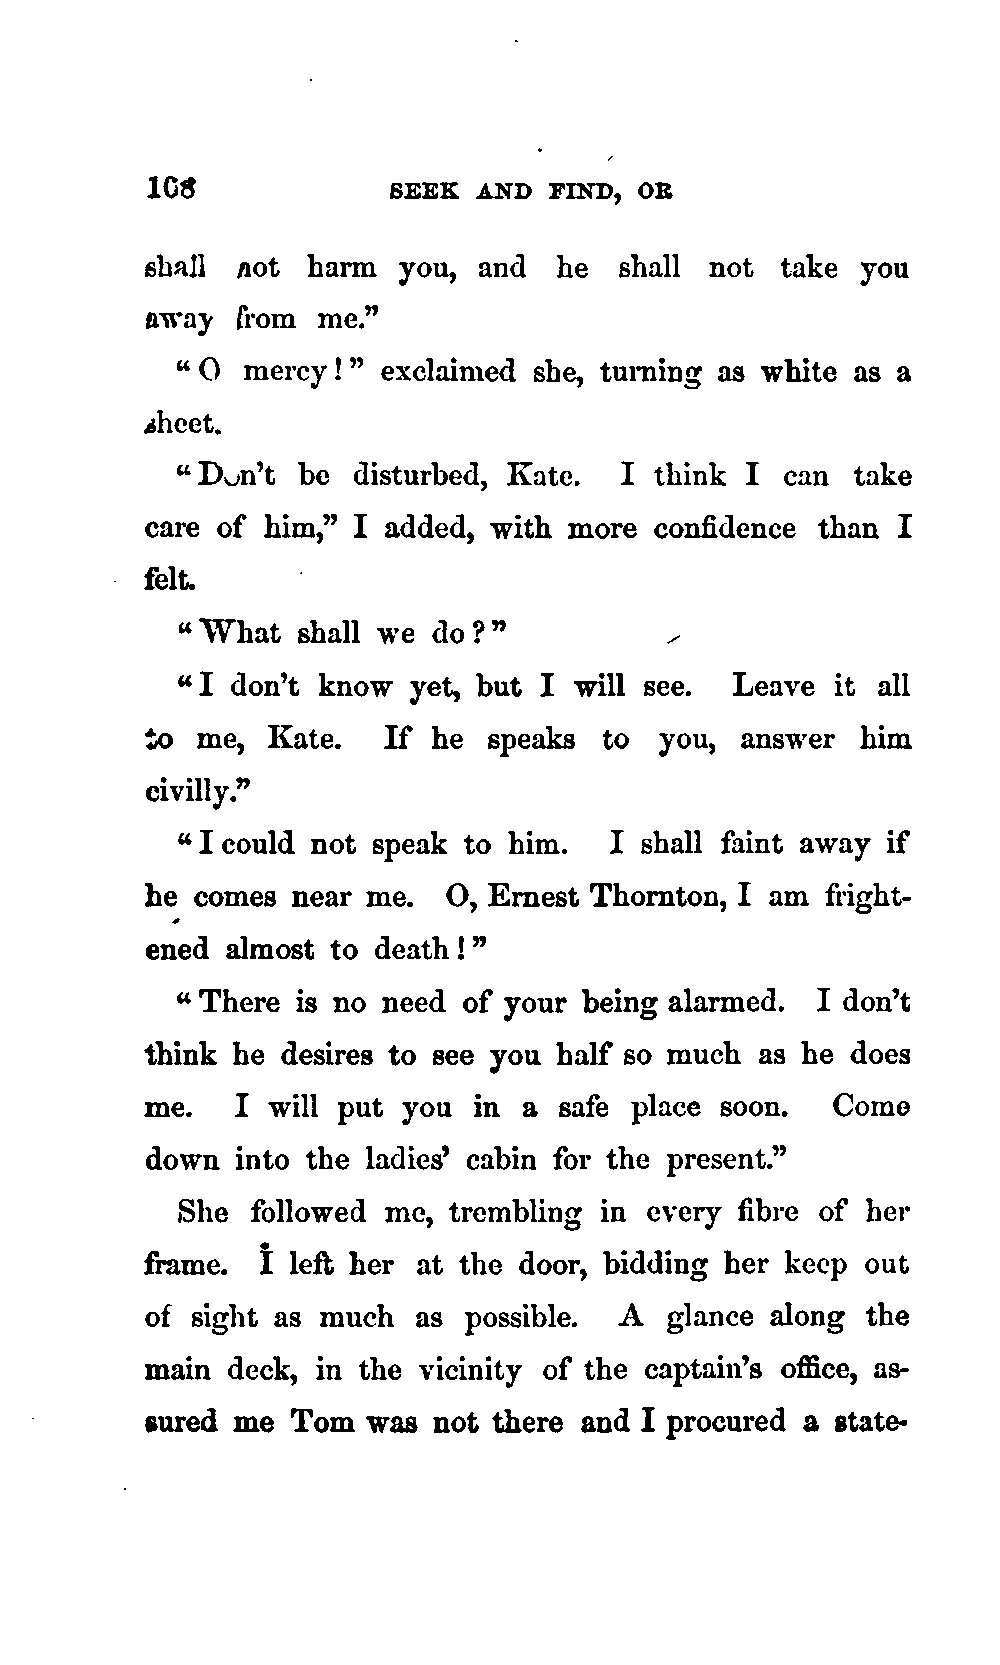 168 SEEK AND FIND, OR
shall not harm you, and he shall not take you
away from me.”
“O mercy!” exclaimed she, turning as white as a
sheet.
“Don’t be disturbed, Kate. I think I can take
care of him,” I added, with more confidence than I
felt.
“What shall we do?”
“I don’t know yet, but I will see. Leave it all
to me, Kate. If he speaks to you, answer him
civilly.”
“I could not speak to him. I shall faint away if
he comes near me. O, Ernest Thornton, I am fright-
ened almost to death!”
“There is no need of your being alarmed. I don’t
think he desires to see you half so much as he does
me. I will put you in a safe place soon. Come
down into the ladies’ cabin for the present.”
She followed me, trembling in every fibre of her
frame. I left her at the door, bidding her keep out
of sight as much as possible. A glance along the
main deck, in the vicinity of the captain’s office, as-
sured me Tom was not there and I procured a state-